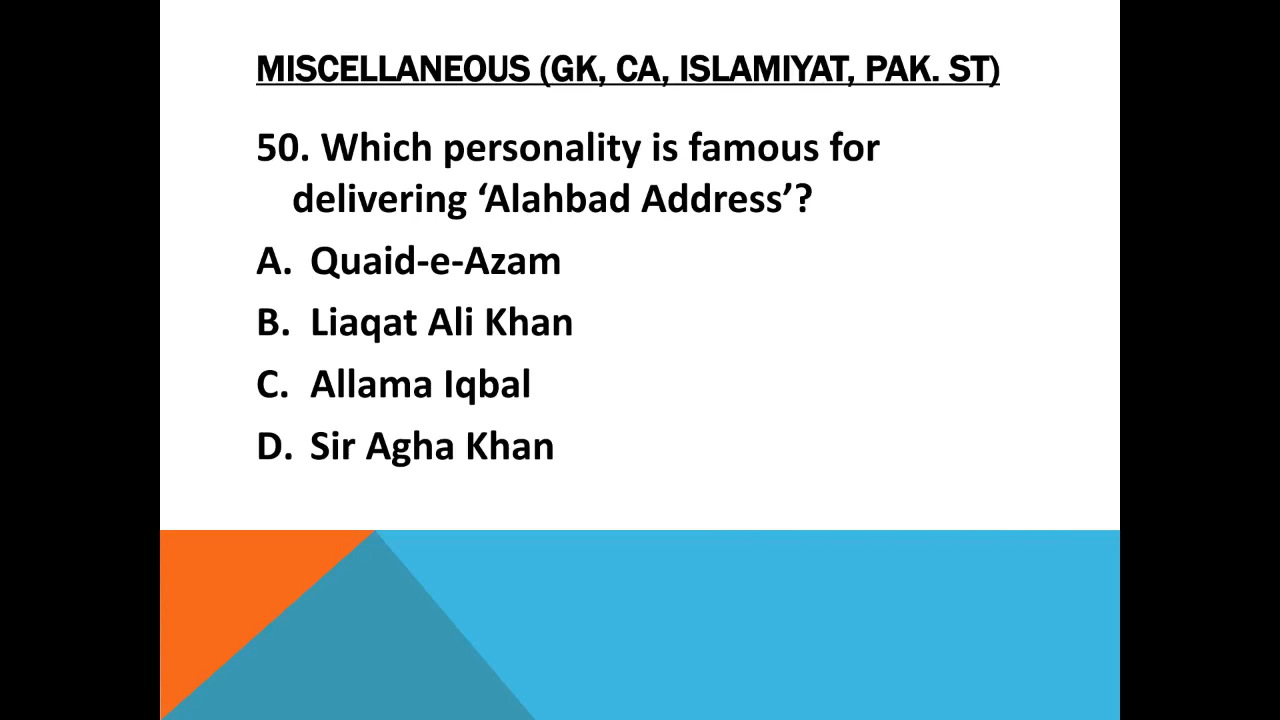 MISCELLANEOUS (GK, CA, ISLAMIYAT, PAK. ST)
50. Which personality is famous for
delivering ‘Alahbad Address’?
A. Quaid-e-Azam
B. Liaqat Ali Khan
C. Allama Iqbal
D. Sir Agha Khan